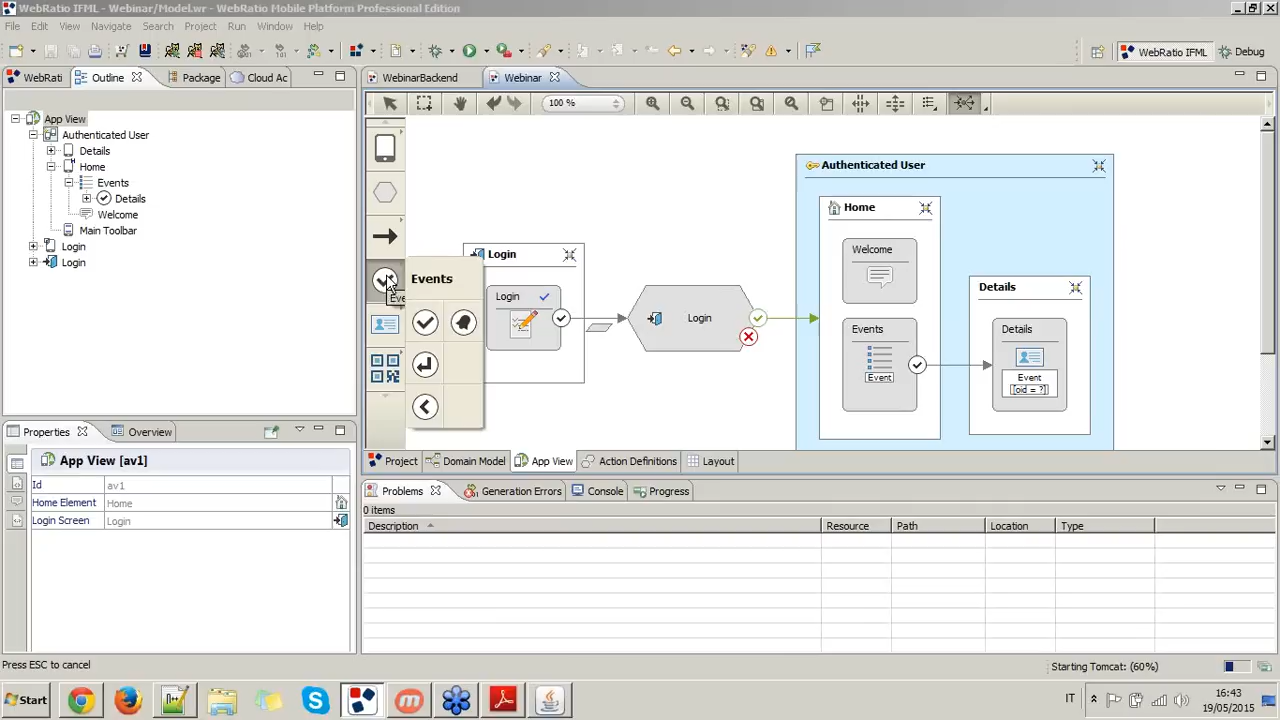 WebRatio IFML - Webinar/Model.wr - WebRatio Mobile Platform Professional Edition
File Edit View Navigate Search Project Run Window Help
WebRatio IFML Debug
WebRati Outline Package Cloud Ac
WebinarBackend Webinar
100 %
App View
Authenticated User
Details
Home
Events
Details
Welcome
Main Toolbar
Login
Login
Events
Login
Login
Login
Authenticated User
Home
Welcome
Events
Event
Details
Details
Event
[oid = ?]
Project Domain Model App View Action Definitions Layout
Properties Overview
App View [av1]
Id av1
Home Element Home
Login Screen Login
Problems Generation Errors Console Progress
0 items
Description Resource Path Location Type
Press ESC to cancel
Starting Tomcat: (60%)
Start
IT
16:43
19/05/2015